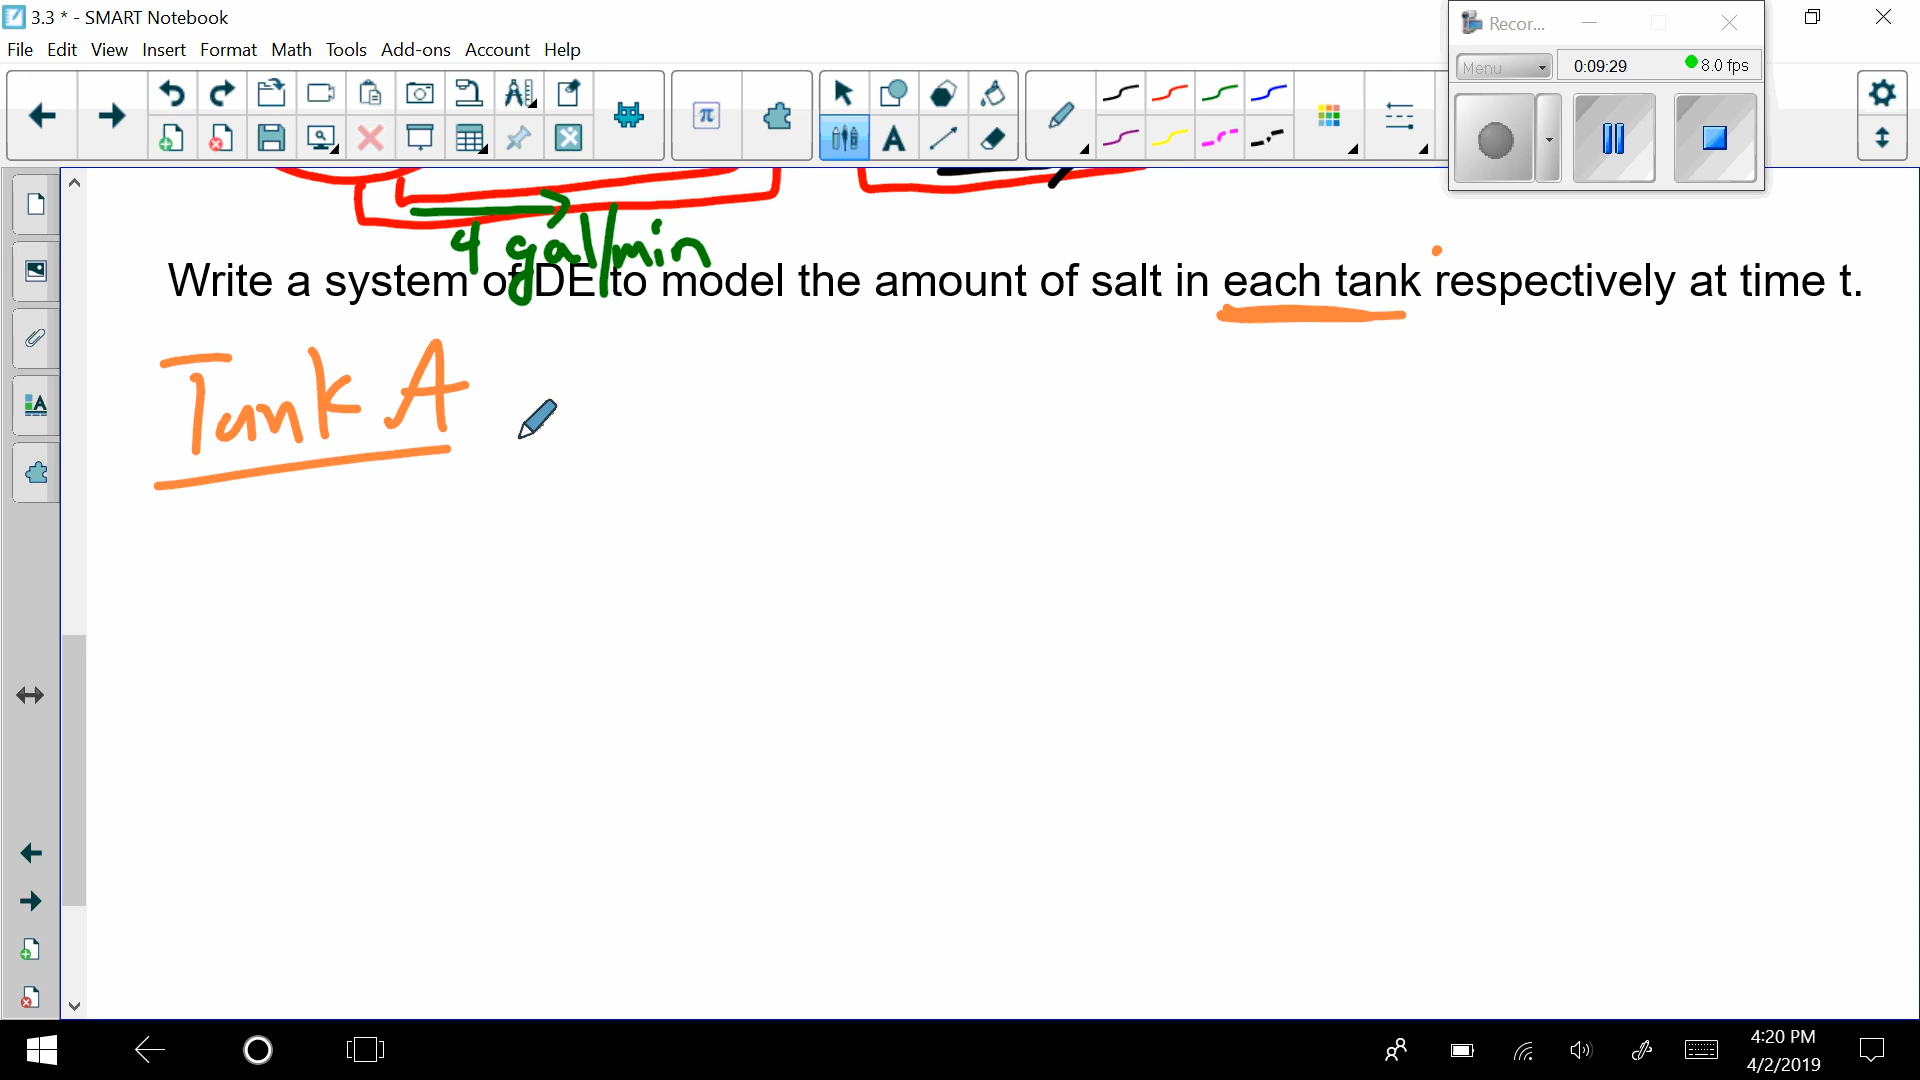 3.3 * - SMART Notebook
File Edit View Insert Format Math Tools Add-ons Account Help
Recor...
Menu 0:09:29 8.0 fps
π
A
4 gal/min
Write a system of DE to model the amount of salt in each tank respectively at time t.
Tank A
4:20 PM
4/2/2019